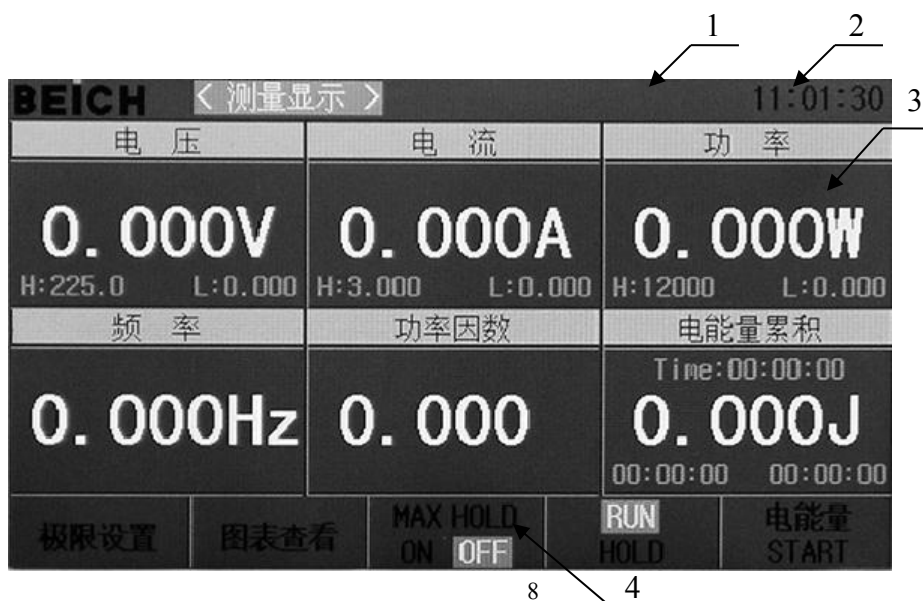 1 2
BEICH < 测量显示 > 11:01:30 3
电 压 电 流 功 率
0.000V 0.000A 0.000W
H:225.0 L:0.000 H:3.000 L:0.000 H:12000 L:0.000
频 率 功率因数 电能量累积
Time:00:00:00
0.000Hz 0.000 0.000J
00:00:00 00:00:00
极限设置 图表查看 MAX HOLD RUN 电能量
ON OFF HOLD START
8 4